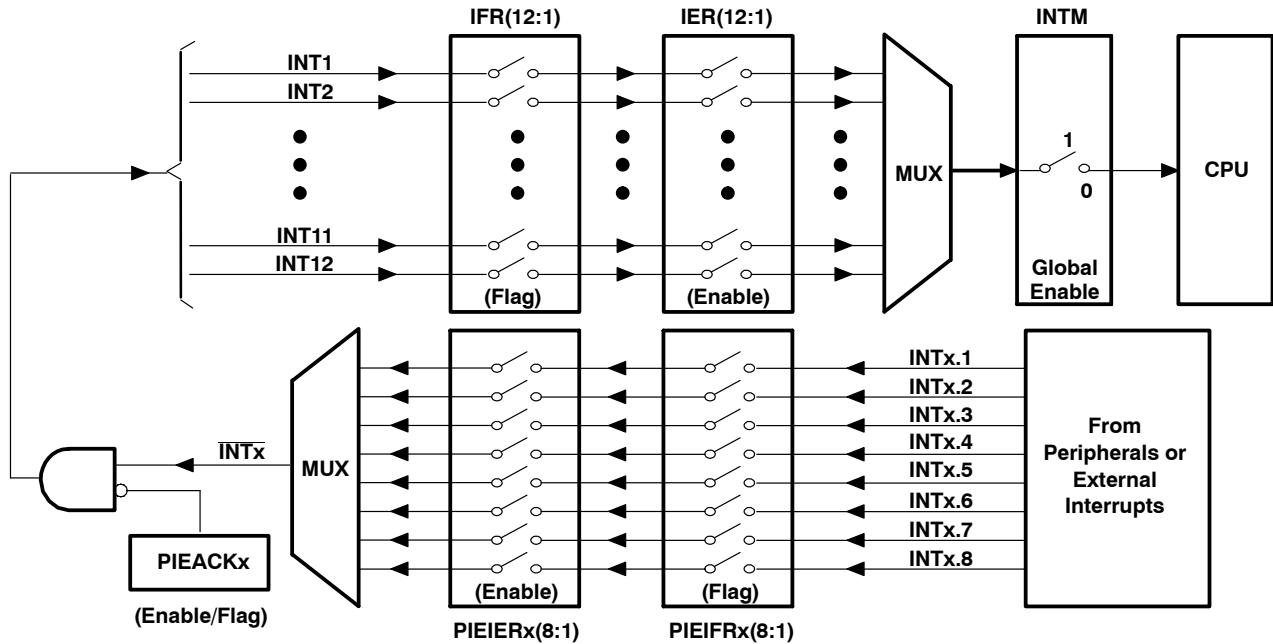 IFR(12:1)
IER(12:1)
INTM
INT1
INT2
INT11
INT12
(Flag)
(Enable)
MUX
1
0
Global
Enable
CPU
INTx
MUX
PIEACKx
(Enable/Flag)
(Enable)
PIEIERx(8:1)
(Flag)
PIEIFRx(8:1)
INTx.1
INTx.2
INTx.3
INTx.4
INTx.5
INTx.6
INTx.7
INTx.8
From
Peripherals or
External
Interrupts